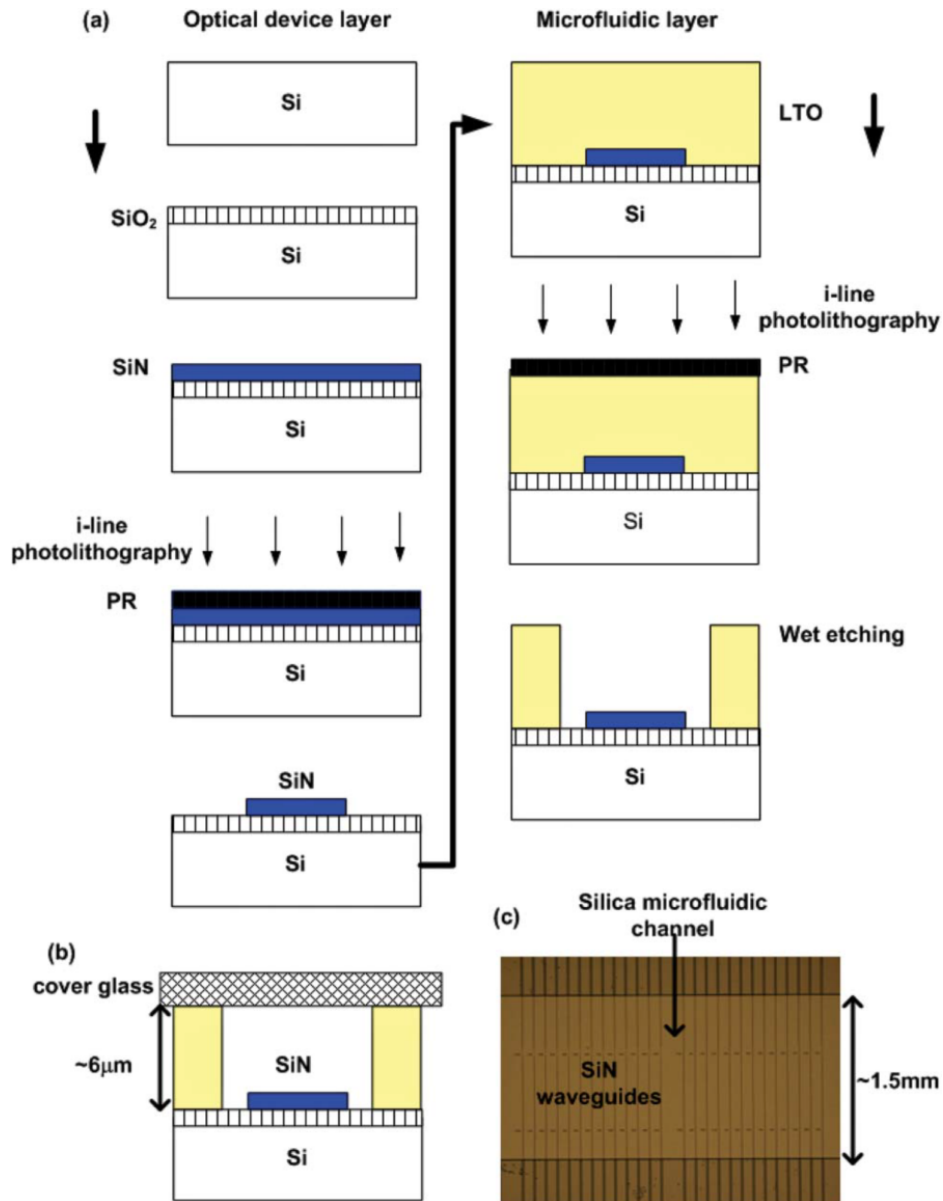 (a)
Optical device layer
Si
SiO₂
Si
SiN
Si
i-line
photolithography
PR
Si
SiN
Si
Microfluidic layer
LTO
Si
i-line
photolithography
PR
Si
Wet etching
Si
(b)
cover glass
~6μm
SiN
Si
(c)
Silica microfluidic
channel
SiN
waveguides
~1.5mm